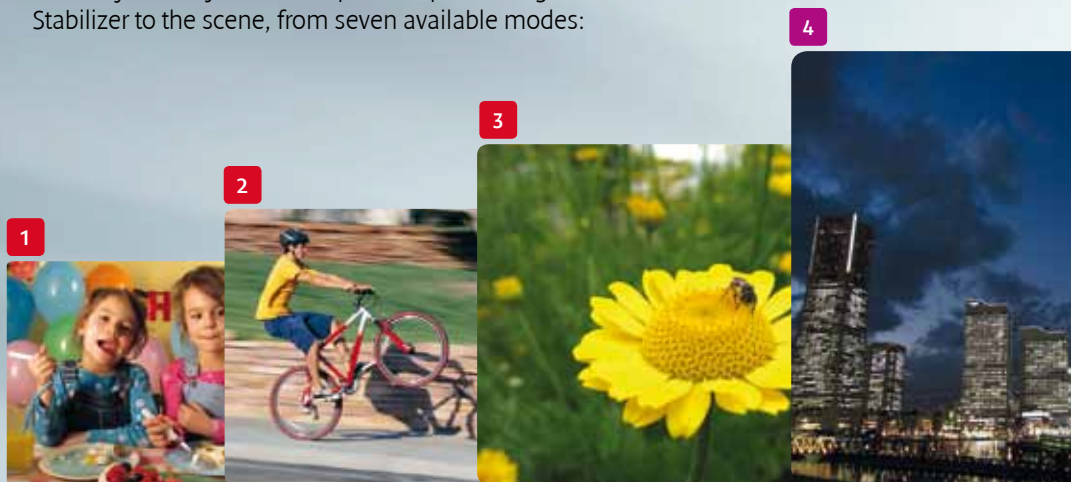 Stabilizer to the scene, from seven available modes:
4
3
2
1
H